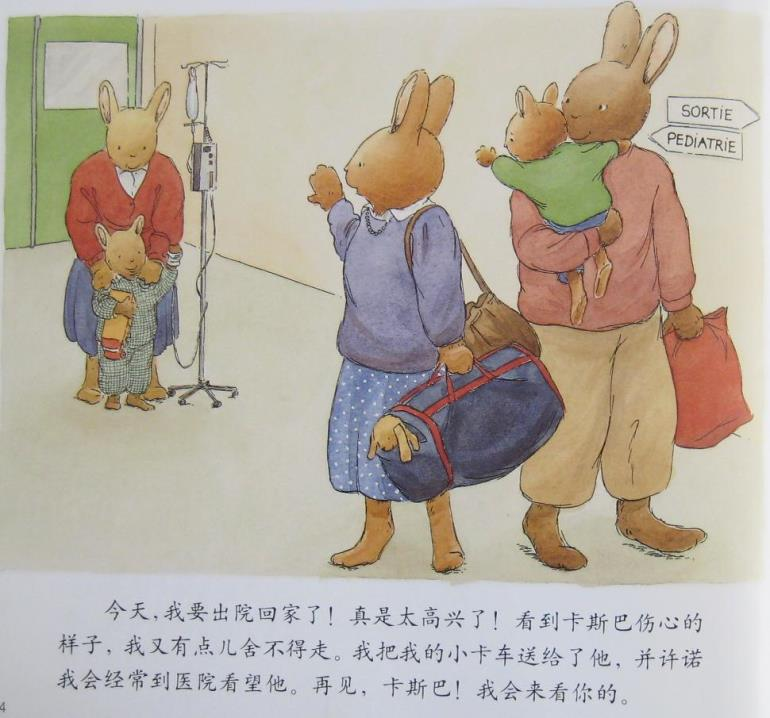 SORTIE
PEDIATRIE
今天,我要出院回家了！真是太高兴了！看到卡斯巴伤心的
样子，我又有点儿舍不得走。我把我的小卡车送给了他，并许诺
我会经常到医院看望他。再见，卡斯巴！我会来看你的。
4